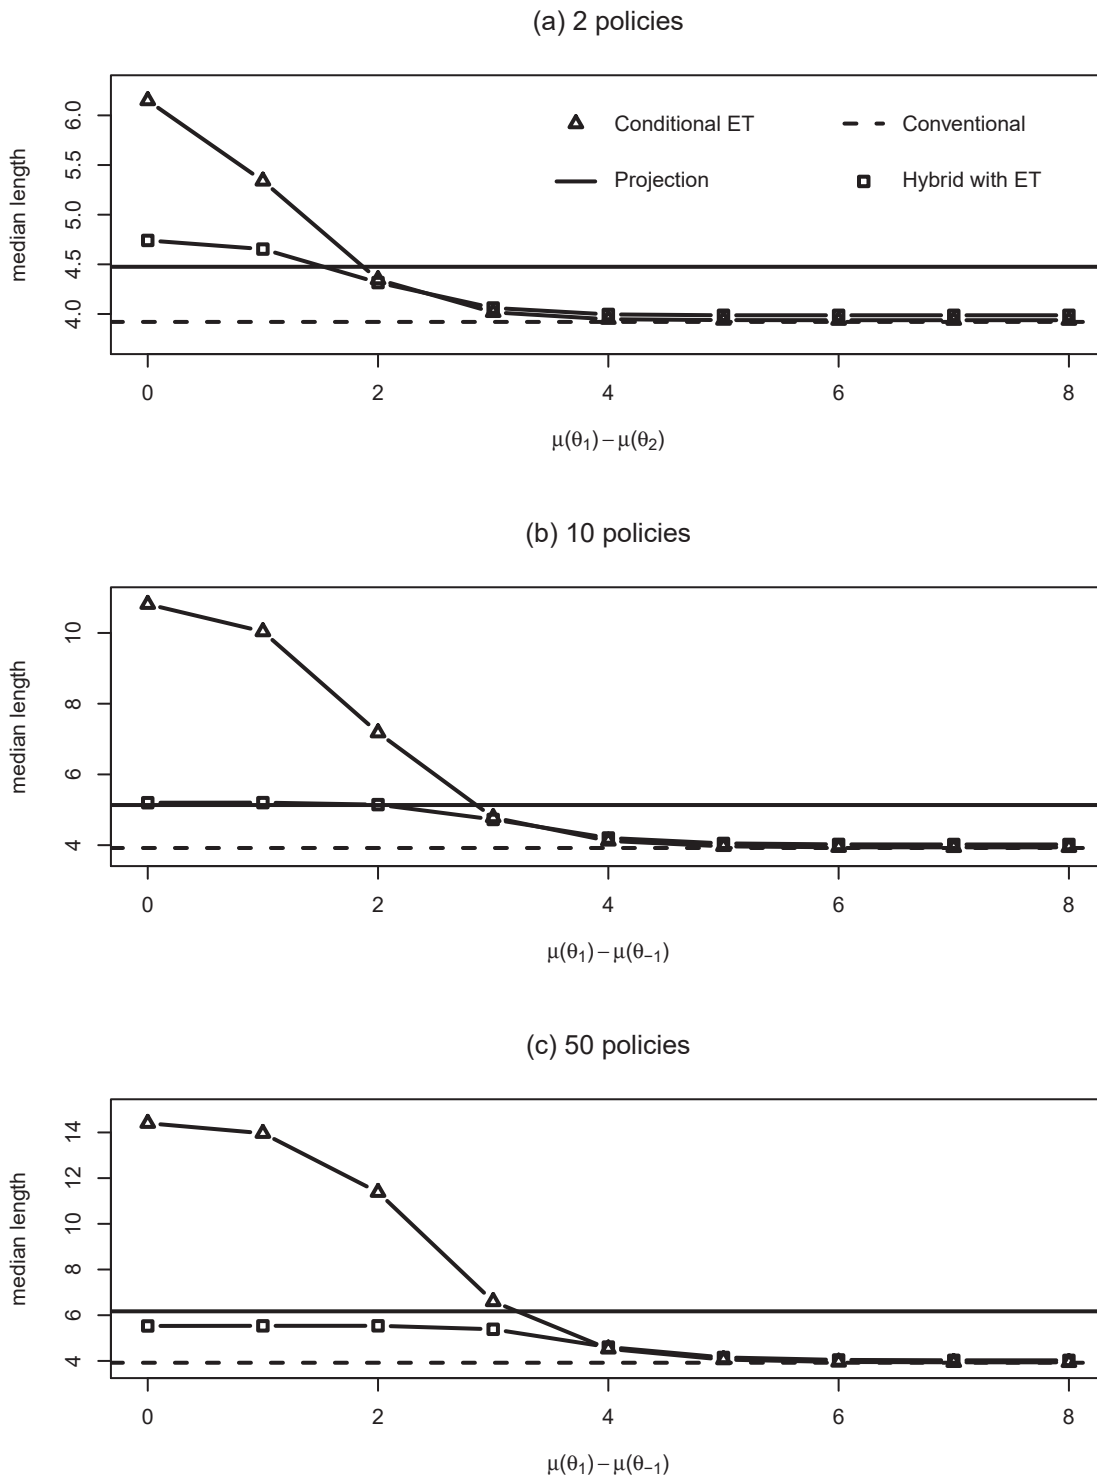 (a) 2 policies
median length
6.0
5.5
5.0
4.5
4.0
Conditional ET
Conventional
Projection
Hybrid with ET
0 2 4 6 8
μ(θ1) − μ(θ2)
(b) 10 policies
median length
10
8
6
4
0 2 4 6 8
μ(θ1) − μ(θ−1)
(c) 50 policies
median length
14
12
10
8
6
4
0 2 4 6 8
μ(θ1) − μ(θ−1)